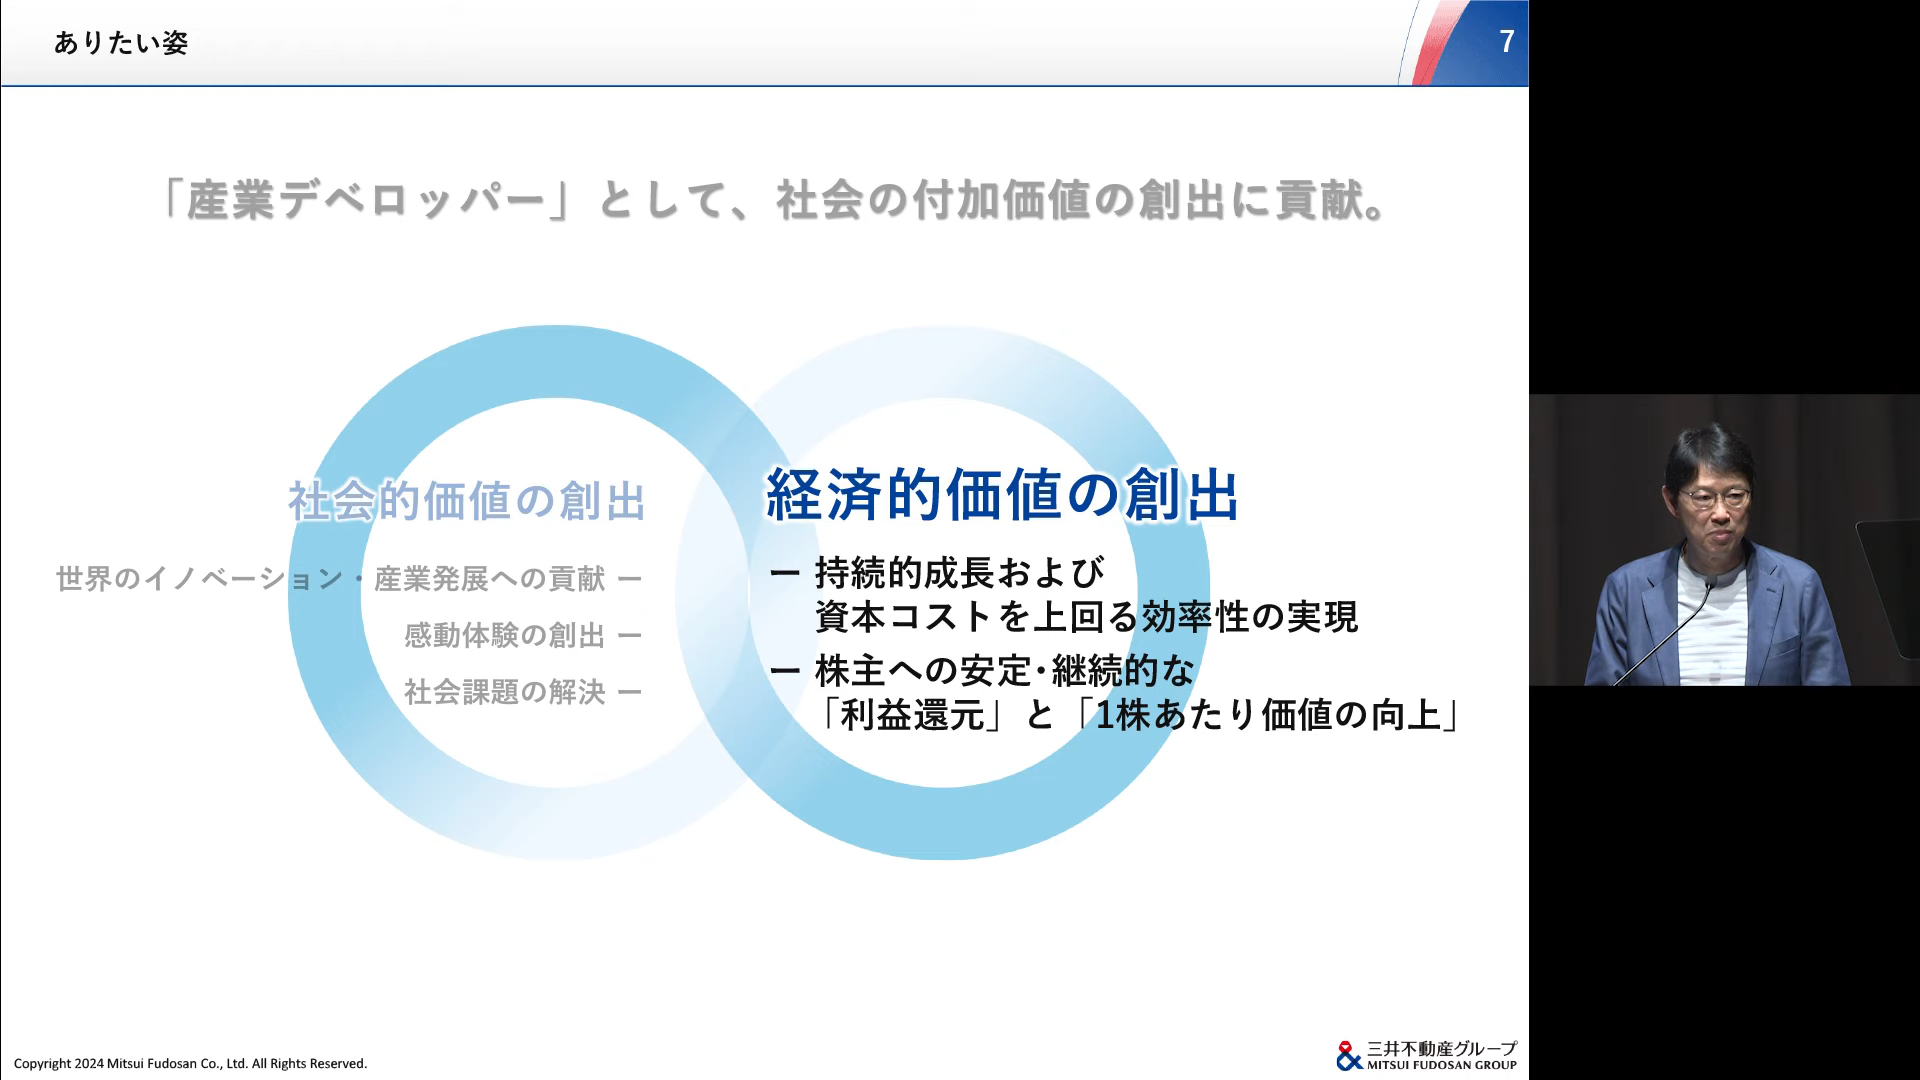 ありたい姿
7
「産業デベロッパー」として、社会の付加価値の創出に貢献。
社会的価値の創出
世界のイノベーション・産業発展への貢献 ー
感動体験の創出 ー
社会課題の解決 ー
経済的価値の創出
ー 持続的成長および
資本コストを上回る効率性の実現
ー 株主への安定・継続的な
「利益還元」と「1株あたり価値の向上」
Copyright 2024 Mitsui Fudosan Co., Ltd. All Rights Reserved.
三井不動産グループ
MITSUI FUDOSAN GROUP